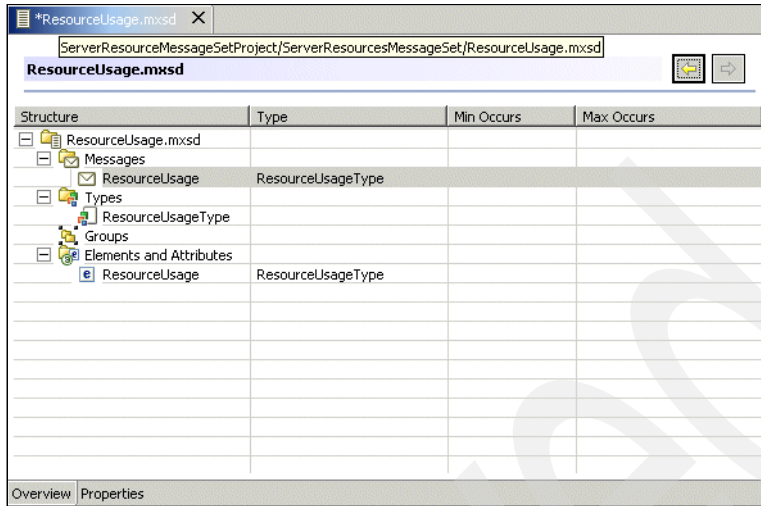 *ResourceUsage.mxsd X
ServerResourceMessageSetProject/ServerResourcesMessageSet/ResourceUsage.mxsd
ResourceUsage.mxsd
Structure Type Min Occurs Max Occurs
ResourceUsage.mxsd
Messages
ResourceUsage ResourceUsageType
Types
ResourceUsageType
Groups
Elements and Attributes
ResourceUsage ResourceUsageType
Overview Properties